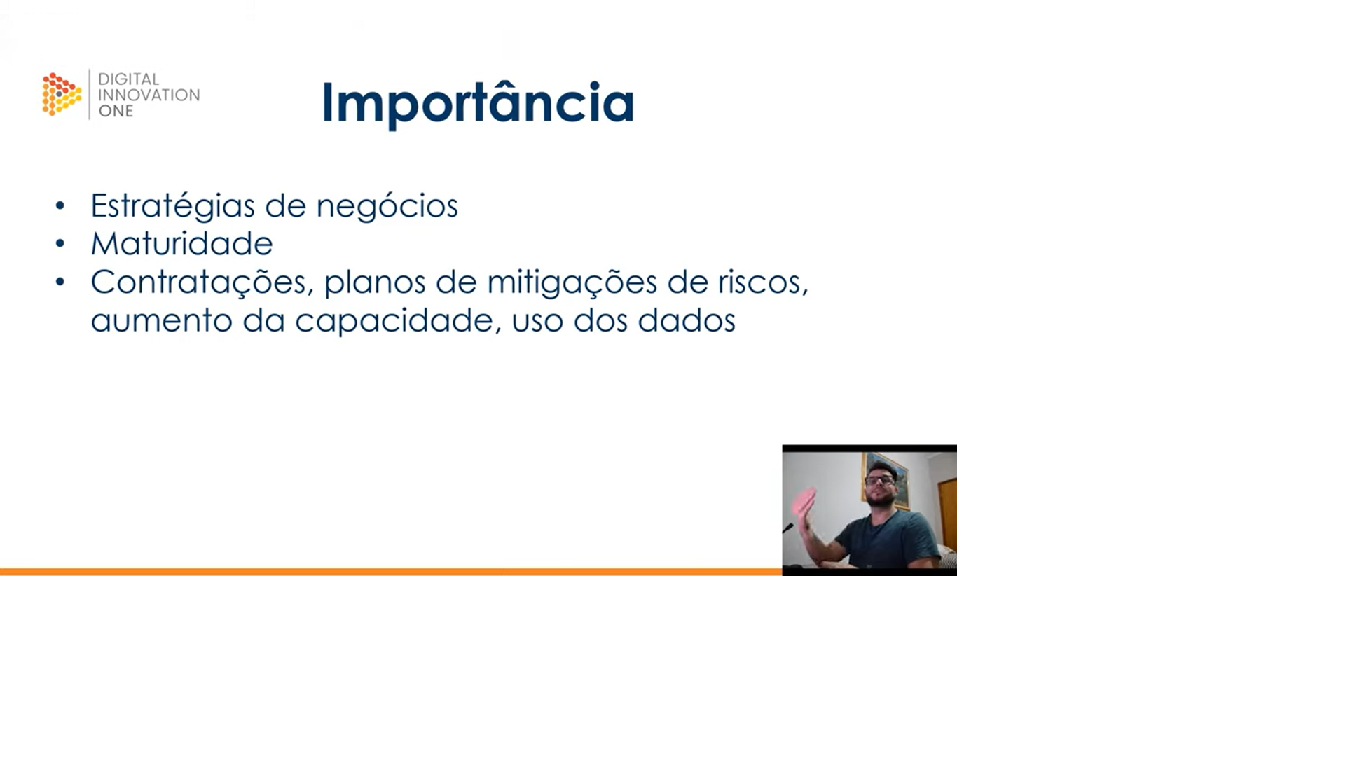 DIGITAL
INNOVATION
ONE
Importância
• Estratégias de negócios
• Maturidade
• Contratações, planos de mitigações de riscos,
aumento da capacidade, uso dos dados